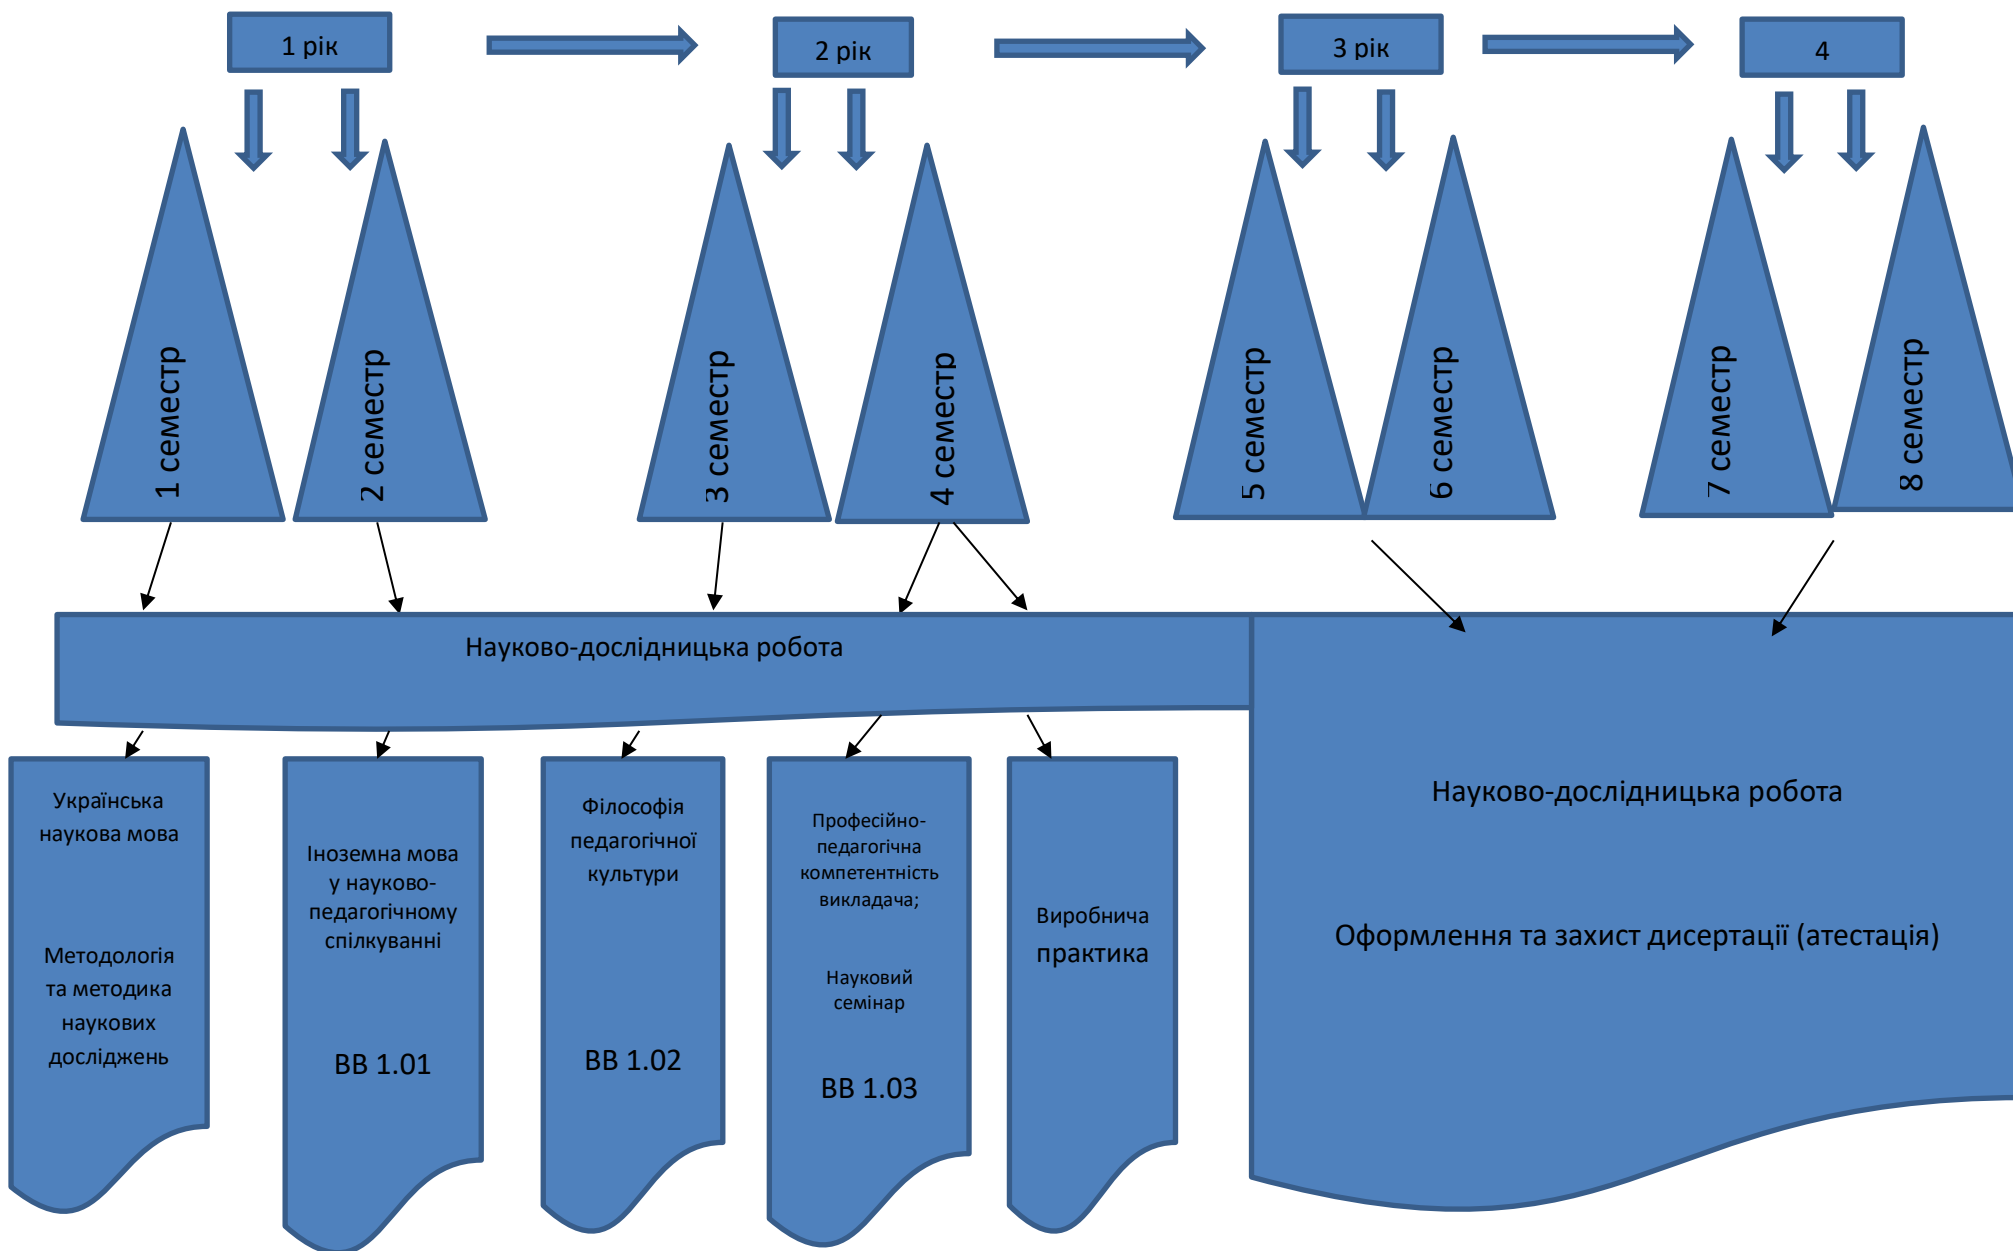 1 рік
2 рік
3 рік
4
1 семестр
2 семестр
3 семестр
4 семестр
5 семестр
6 семестр
7 семестр
8 семестр
Науково-дослідницька робота
Українська
наукова мова
Методологія
та методика
наукових
досліджень
Іноземна мова
у науково-
педагогічному
спілкуванні
ВВ 1.01
Філософія
педагогічної
культури
ВВ 1.02
Професійно-
педагогічна
компетентність
викладача;
Науковий
семінар
ВВ 1.03
Виробнича
практика
Науково-дослідницька робота
Оформлення та захист дисертації (атестація)